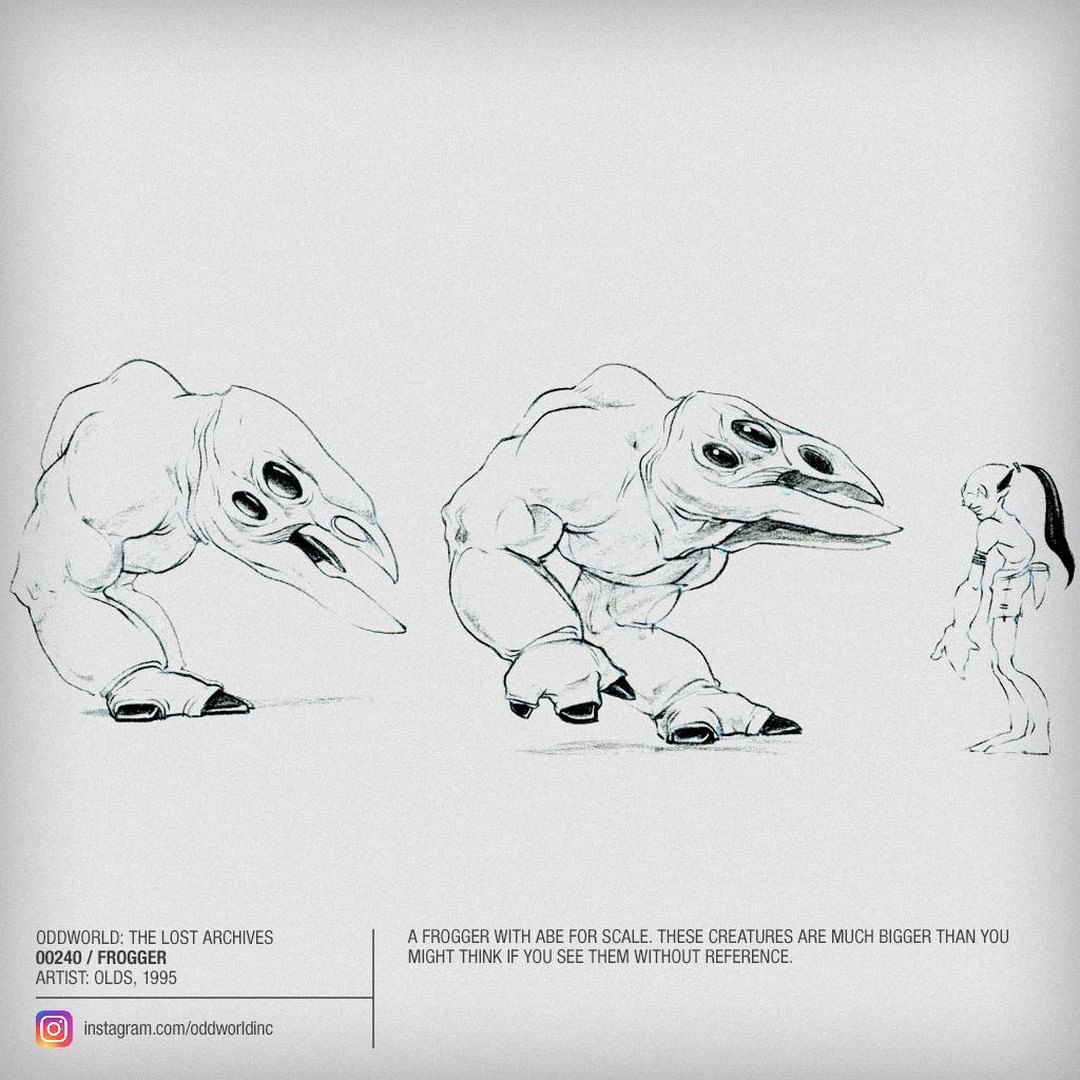 ODDWORLD: THE LOST ARCHIVES
00240 / FROGGER
ARTIST: OLDS, 1995
instagram.com/oddworldinc
A FROGGER WITH ABE FOR SCALE. THESE CREATURES ARE MUCH BIGGER THAN YOU
MIGHT THINK IF YOU SEE THEM WITHOUT REFERENCE.